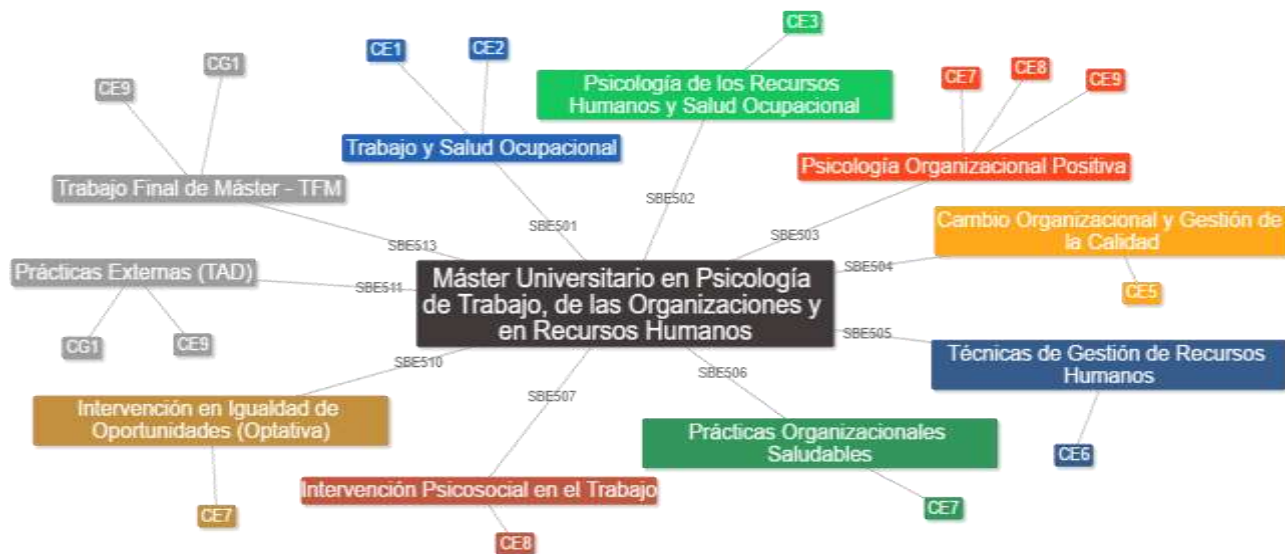 CE3
CG1
CE1
CE2
CE9
CE7
CE8
CE9
Psicología de los Recursos
Humanos y Salud Ocupacional
Trabajo y Salud Ocupacional
Psicología Organizacional Positiva
Trabajo Final de Máster - TFM
SBE502
SBE501
SBE503
SBE513
Cambio Organizacional y Gestión de
la Calidad
SBE504
CE5
Prácticas Externas (TAD)
SBE511
CG1
CE9
Máster Universitario en Psicología
de Trabajo, de las Organizaciones y
en Recursos Humanos
SBE505
Técnicas de Gestión de Recursos
Humanos
CE6
SBE510
SBE507
SBE506
Intervención en Igualdad de
Oportunidades (Optativa)
CE7
Intervención Psicosocial en el Trabajo
CE8
Prácticas Organizacionales
Saludables
CE7